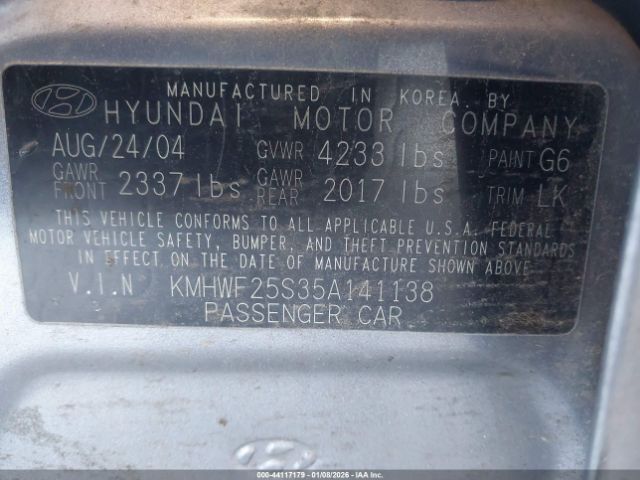 MANUFACTURED IN KOREA. BY
HYUNDAI MOTOR COMPANY
AUG/24/04 GVWR 4233 lbs PAINT G6
GAWR FRONT 2337 lbs GAWR REAR 2017 lbs TRIM LK
THIS VEHICLE CONFORMS TO ALL APPLICABLE U.S.A. FEDERAL
MOTOR VEHICLE SAFETY, BUMPER, AND THEFT PREVENTION STANDARDS
IN EFFECT ON THE DATE OF MANUFACTURE SHOWN ABOVE.
V.I.N KMHWF25S35A141138
PASSENGER CAR
000-44117179 - 01/08/2026 - COPYRIGHT © IAA, LLC